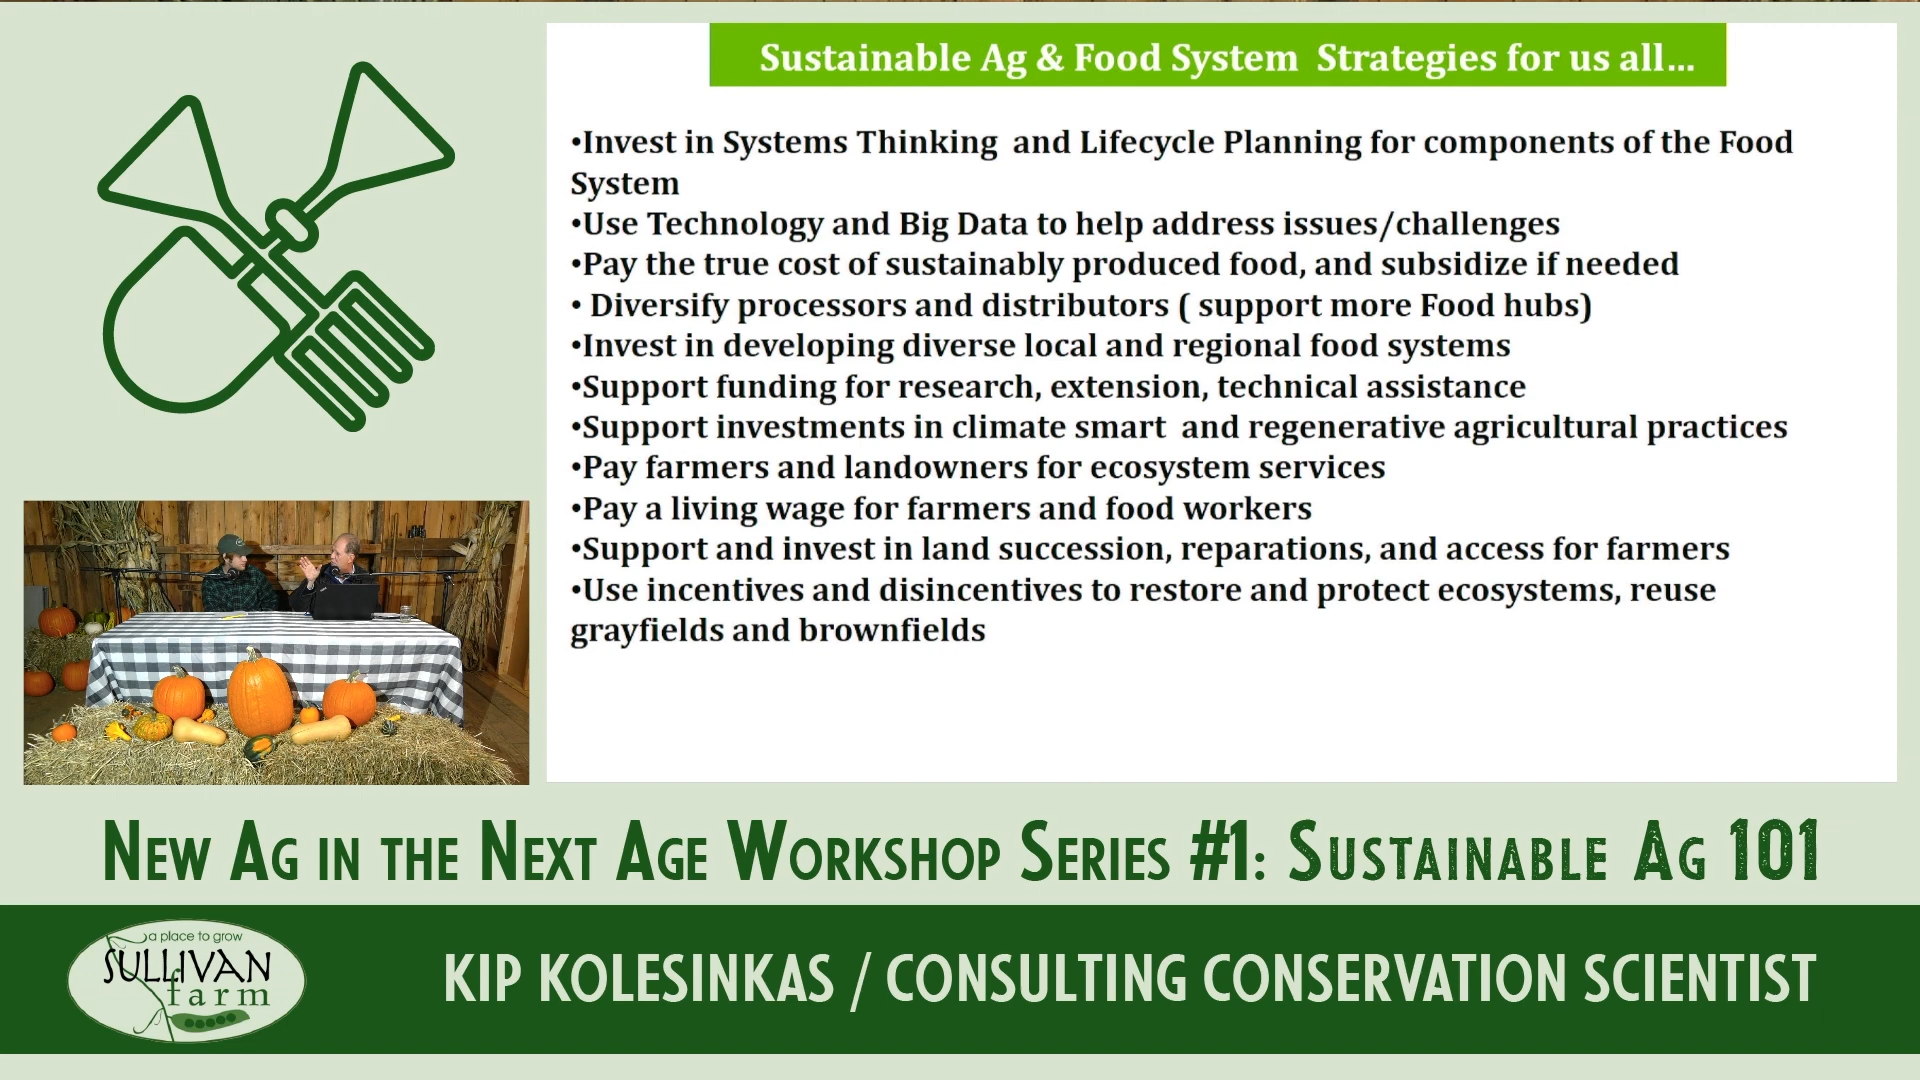 Sustainable Ag & Food System  Strategies for us all...
•Invest in Systems Thinking  and Lifecycle Planning for components of the Food
System
•Use Technology and Big Data to help address issues/challenges
•Pay the true cost of sustainably produced food, and subsidize if needed
• Diversify processors and distributors ( support more Food hubs)
•Invest in developing diverse local and regional food systems
•Support funding for research, extension, technical assistance
•Support investments in climate smart  and regenerative agricultural practices
•Pay farmers and landowners for ecosystem services
•Pay a living wage for farmers and food workers
•Support and invest in land succession, reparations, and access for farmers
•Use incentives and disincentives to restore and protect ecosystems, reuse
grayfields and brownfields
New Ag in the Next Age Workshop Series #1: Sustainable Ag 101
a place to grow
SULLIVAN
farm
KIP KOLESINKAS / CONSULTING CONSERVATION SCIENTIST